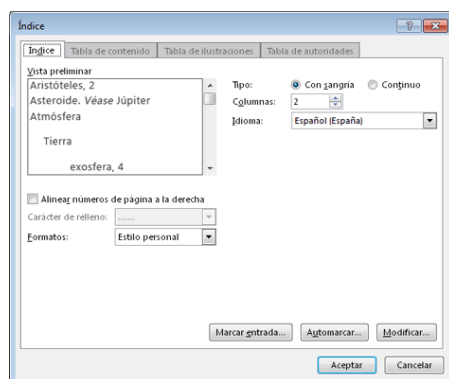 Índice
Índice Tabla de contenido Tabla de ilustraciones Tabla de autoridades
Vista preliminar
Aristóteles, 2
Asteroide. Véase Júpiter
Atmósfera
Tierra
exosfera, 4
Tipo: Con sangría Continuo
Columnas: 2
Idioma: Español (España)
Alinear números de página a la derecha
Carácter de relleno: .......
Formatos: Estilo personal
Marcar entrada... Automarcar... Modificar...
Aceptar Cancelar